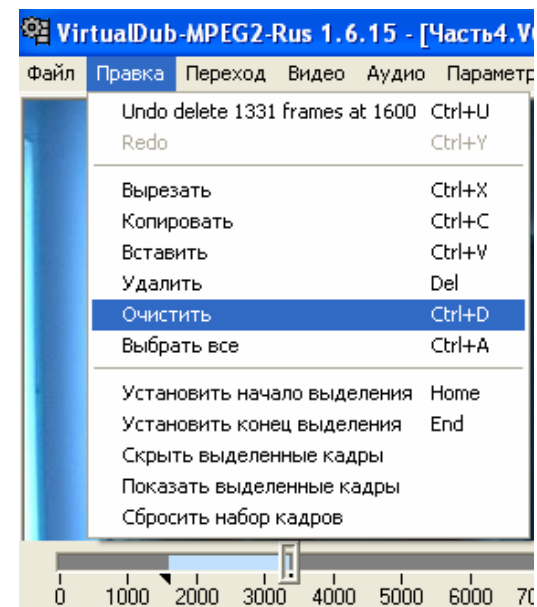 VirtualDub-MPEG2-Rus 1.6.15 - [Часть4.V
Файл Правка Переход Видео Аудио Параметр
Undo delete 1331 frames at 1600 Ctrl+U
Redo Ctrl+Y
Вырезать Ctrl+X
Копировать Ctrl+C
Вставить Ctrl+V
Удалить Del
Очистить Ctrl+D
Выбрать все Ctrl+A
Установить начало выделения Home
Установить конец выделения End
Скрыть выделенные кадры
Показать выделенные кадры
Сбросить набор кадров
0 1000 2000 3000 4000 5000 6000 70